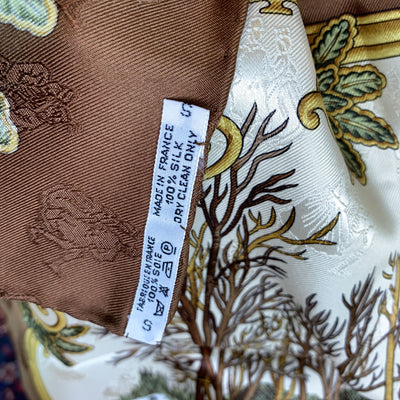 S
MADE IN FRANCE
100% SILK
DRY CLEAN ONLY
FABRIQUE EN FRANCE
100% SOIE
S